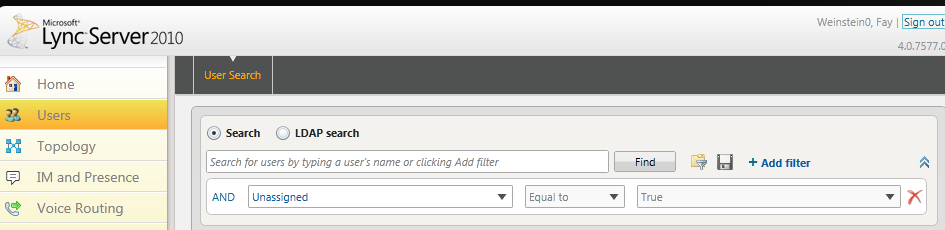 Microsoft®
Lync Server 2010
Weinstein0, Fay | Sign out
4.0.7577.0
Home
Users
Topology
IM and Presence
Voice Routing
User Search
Search
LDAP search
Search for users by typing a user's name or clicking Add filter
Find
+ Add filter
AND Unassigned Equal to True